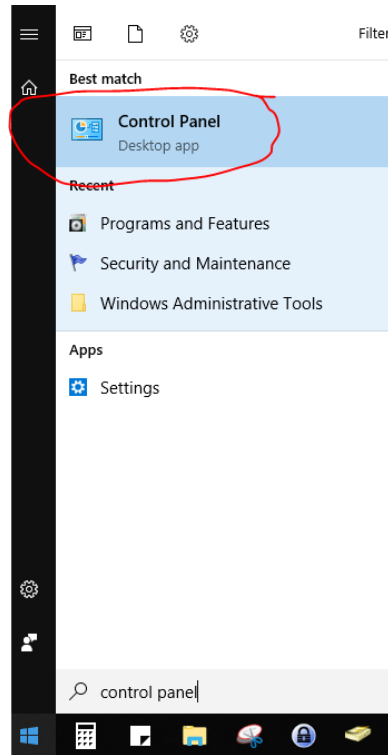 Filter
Best match
Control Panel
Desktop app
Recent
Programs and Features
Security and Maintenance
Windows Administrative Tools
Apps
Settings
control panel